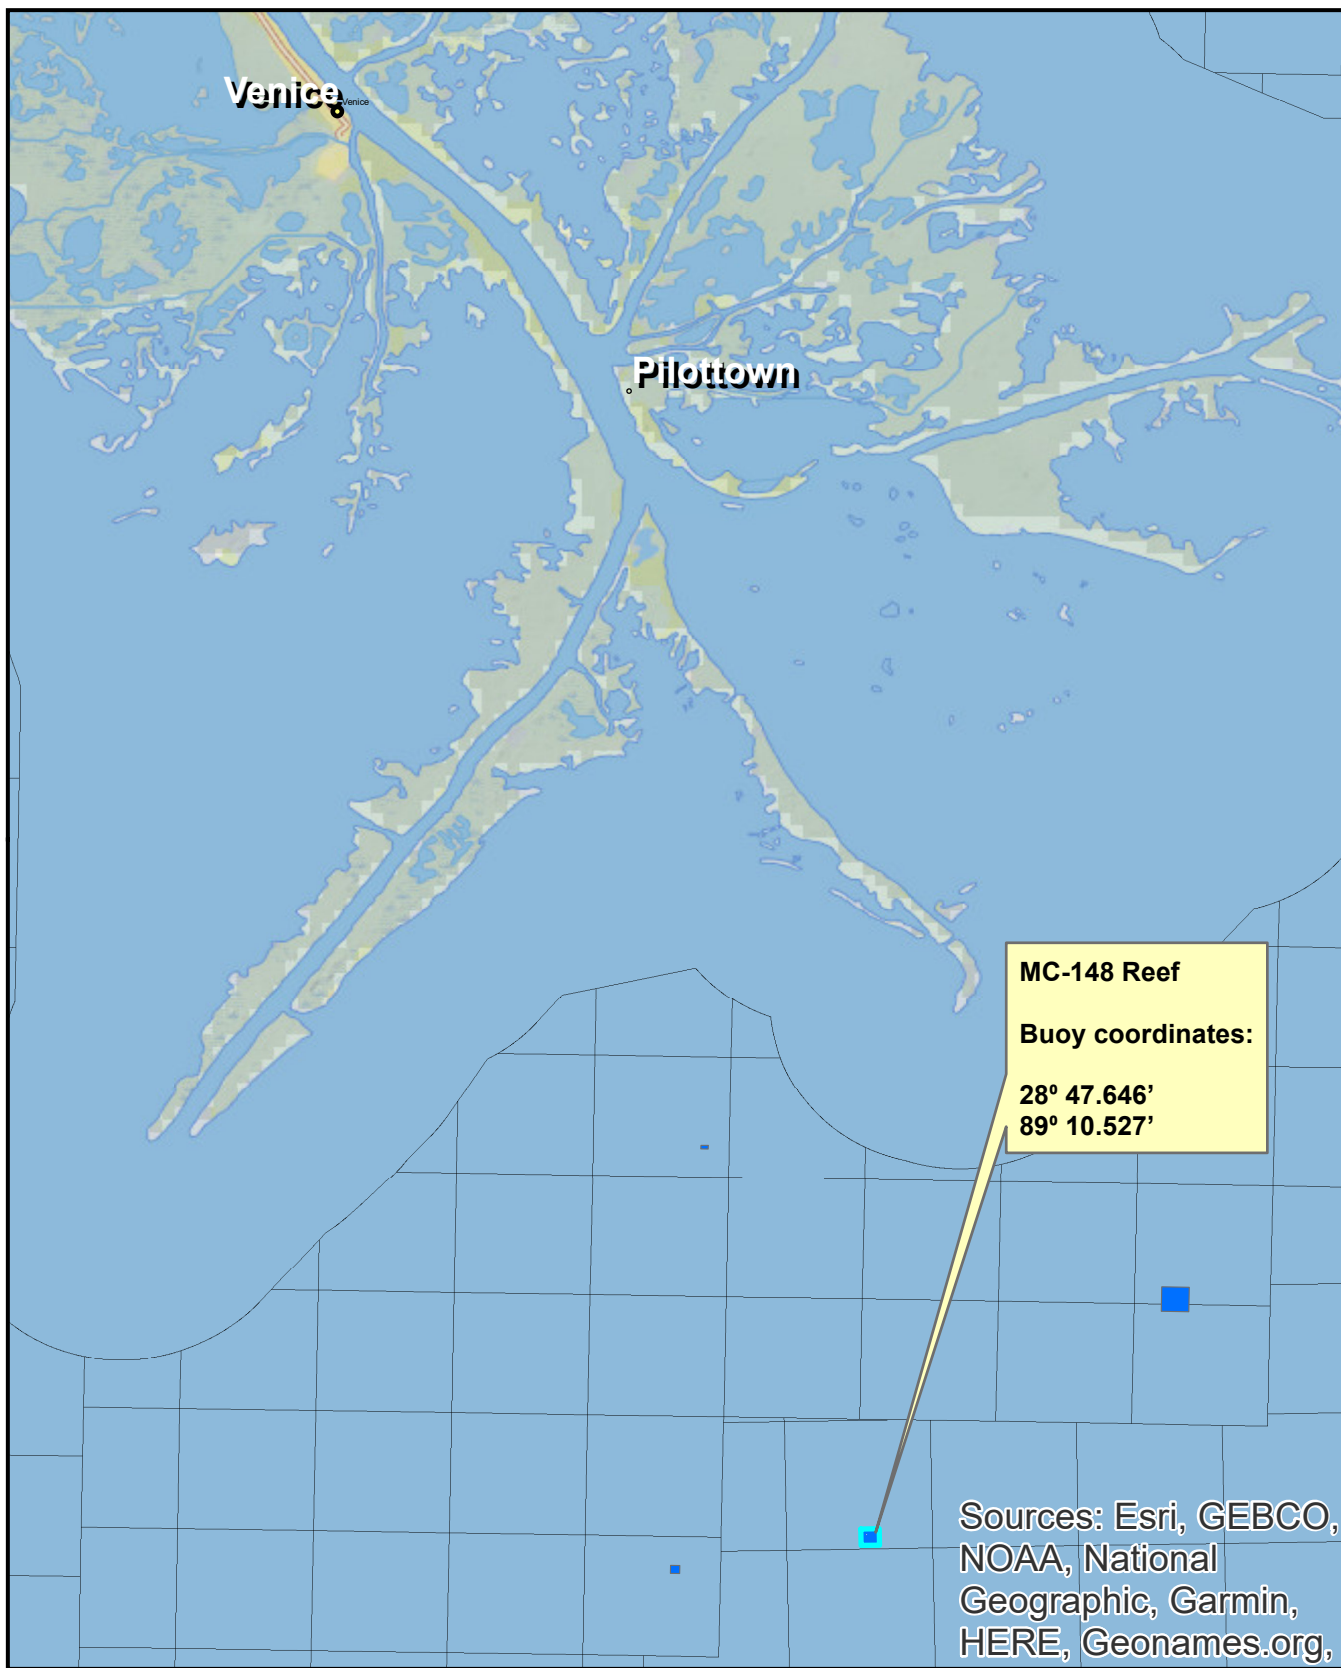 Venice
Venice
Pilottown
MC-148 Reef
Buoy coordinates:
28º 47.646’
89º 10.527’
Sources: Esri, GEBCO,
NOAA, National
Geographic, Garmin,
HERE, Geonames.org,